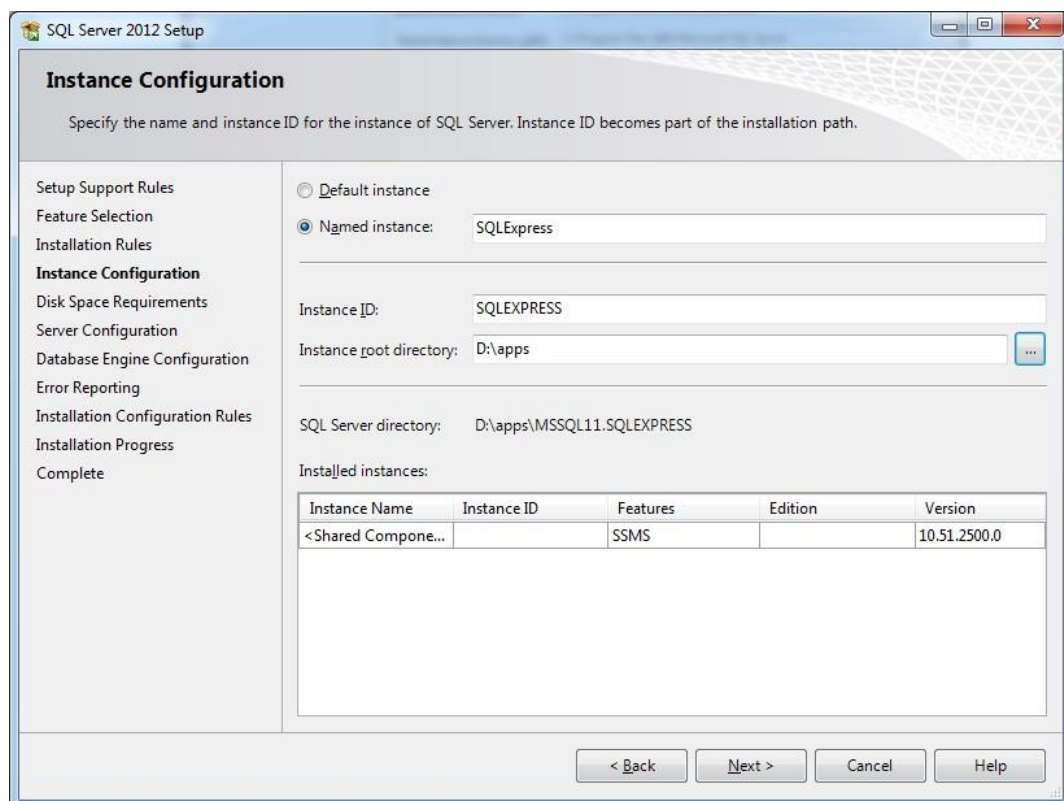 SQL Server 2012 Setup
Instance Configuration
Specify the name and instance ID for the instance of SQL Server. Instance ID becomes part of the installation path.
Setup Support Rules
Feature Selection
Installation Rules
Instance Configuration
Disk Space Requirements
Server Configuration
Database Engine Configuration
Error Reporting
Installation Configuration Rules
Installation Progress
Complete
Default instance
Named instance: SQLExpress
Instance ID: SQLEXPRESS
Instance root directory: D:\apps ...
SQL Server directory: D:\apps\MSSQL11.SQLEXPRESS
Installed instances:
Instance Name Instance ID Features Edition Version
<Shared Compone... SSMS 10.51.2500.0
< Back Next > Cancel Help